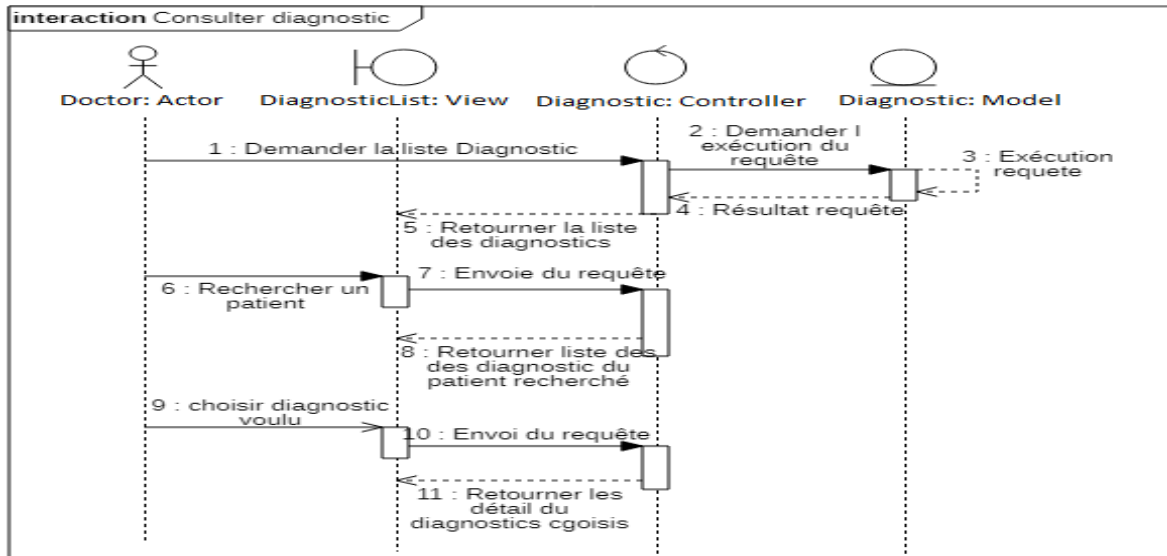 interaction Consulter diagnostic
Doctor: Actor
DiagnosticList: View
Diagnostic: Controller
Diagnostic: Model
1 : Demander la liste Diagnostic
2 : Demander l
exécution du
requête
3 : Exécution
requete
4 : Résultat requête
5 : Retourner la liste
des diagnostics
6 : Rechercher un
patient
7 : Envoie du requête
8 : Retourner liste des
des diagnostic du
patient recherché
9 : choisir diagnostic
voulu
10 : Envoi du requête
11 : Retourner les
détail du
diagnostics cgoisis